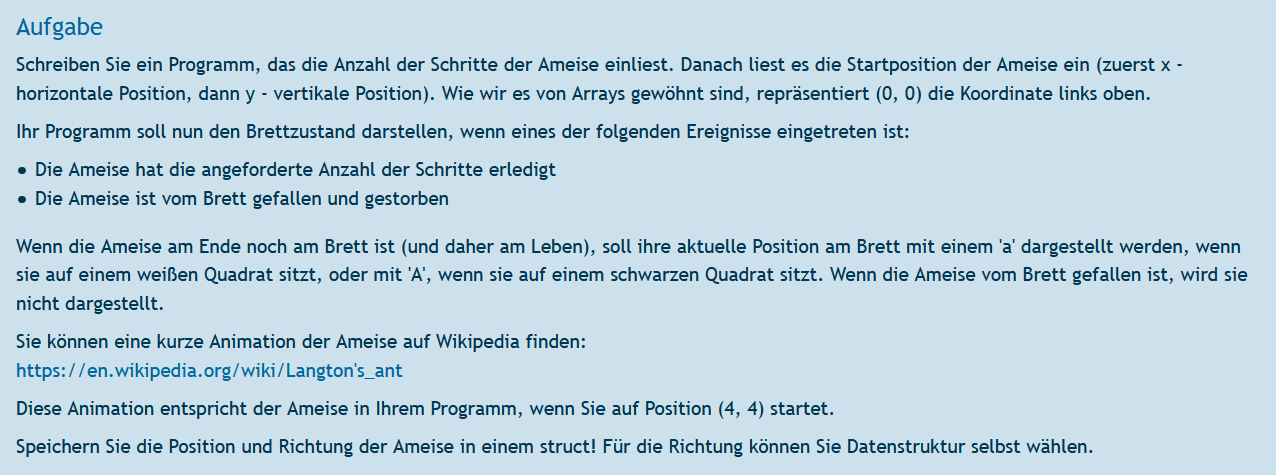 Aufgabe
Schreiben Sie ein Programm, das die Anzahl der Schritte der Ameise einliest. Danach liest es die Startposition der Ameise ein (zuerst x -
horizontale Position, dann y - vertikale Position). Wie wir es von Arrays gewöhnt sind, repräsentiert (0, 0) die Koordinate links oben.
Ihr Programm soll nun den Brettzustand darstellen, wenn eines der folgenden Ereignisse eingetreten ist:
• Die Ameise hat die angeforderte Anzahl der Schritte erledigt
• Die Ameise ist vom Brett gefallen und gestorben
Wenn die Ameise am Ende noch am Brett ist (und daher am Leben), soll ihre aktuelle Position am Brett mit einem 'a' dargestellt werden, wenn
sie auf einem weißen Quadrat sitzt, oder mit 'A', wenn sie auf einem schwarzen Quadrat sitzt. Wenn die Ameise vom Brett gefallen ist, wird sie
nicht dargestellt.
Sie können eine kurze Animation der Ameise auf Wikipedia finden:
https://en.wikipedia.org/wiki/Langton's_ant
Diese Animation entspricht der Ameise in Ihrem Programm, wenn Sie auf Position (4, 4) startet.
Speichern Sie die Position und Richtung der Ameise in einem struct! Für die Richtung können Sie Datenstruktur selbst wählen.